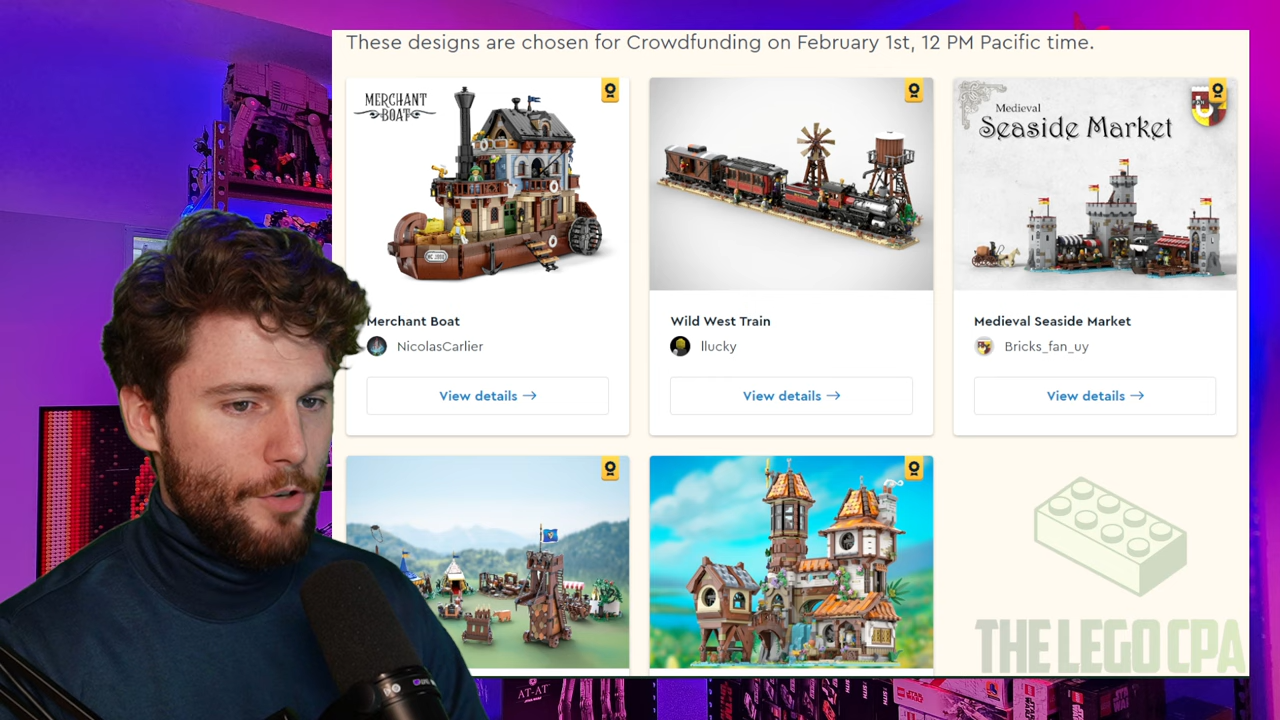 These designs are chosen for Crowdfunding on February 1st, 12 PM Pacific time.
MERCHANT
BOAT
Medieval
Seaside Market
Merchant Boat
NicolasCarlier
View details →
Wild West Train
llucky
View details →
Medieval Seaside Market
Bricks_fan_uy
View details →
THE LEGO CPA
AT-AT